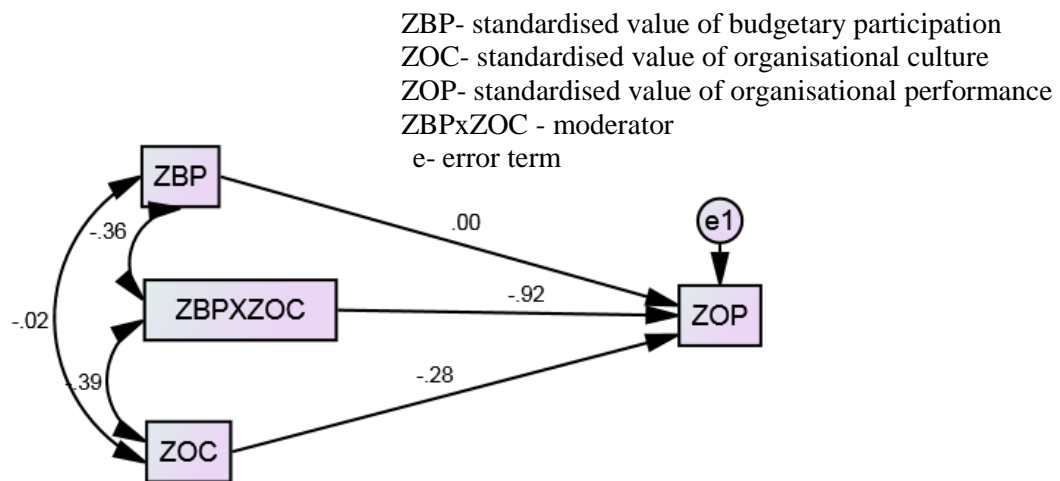 ZBP- standardised value of budgetary participation
ZOC- standardised value of organisational culture
ZOP- standardised value of organisational performance
ZBPxZOC - moderator
e- error term
ZBP
-.36
.00
e1
-.02
ZBPXZOC
-.92
ZOP
-.39
-.28
ZOC